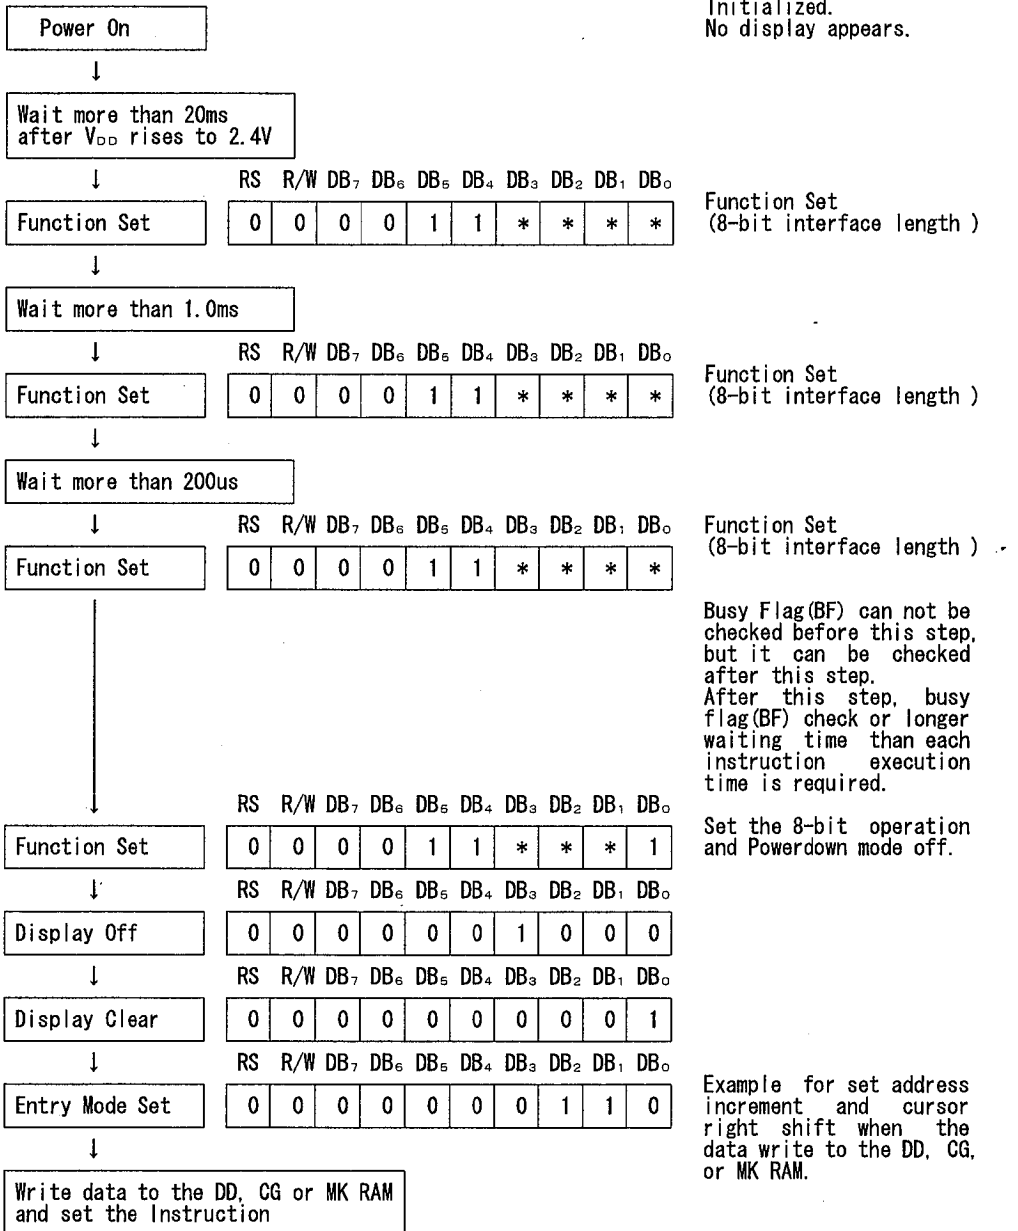 Initialized.
Power On
No display appears.
↓
Wait more than 20ms
after VDD rises to 2.4V
↓ RS R/W DB7 DB6 DB5 DB4 DB3 DB2 DB1 DB0
Function Set 0 0 0 0 1 1 * * * *
Function Set
(8-bit interface length )
↓
Wait more than 1.0ms
↓ RS R/W DB7 DB6 DB5 DB4 DB3 DB2 DB1 DB0
Function Set 0 0 0 0 1 1 * * * *
Function Set
(8-bit interface length )
↓
Wait more than 200us
↓ RS R/W DB7 DB6 DB5 DB4 DB3 DB2 DB1 DB0
Function Set 0 0 0 0 1 1 * * * *
Function Set
(8-bit interface length )
Busy Flag(BF) can not be
checked before this step,
but it can be checked
after this step.
After this step, busy
flag(BF) check or longer
waiting time than each
instruction execution
time is required.
RS R/W DB7 DB6 DB5 DB4 DB3 DB2 DB1 DB0
Function Set 0 0 0 0 1 1 * * * 1
Set the 8-bit operation
and Powerdown mode off.
↓ RS R/W DB7 DB6 DB5 DB4 DB3 DB2 DB1 DB0
Display Off 0 0 0 0 0 0 1 0 0 0
↓ RS R/W DB7 DB6 DB5 DB4 DB3 DB2 DB1 DB0
Display Clear 0 0 0 0 0 0 0 0 0 1
↓ RS R/W DB7 DB6 DB5 DB4 DB3 DB2 DB1 DB0
Entry Mode Set 0 0 0 0 0 0 0 1 1 0
Example for set address
increment and cursor
right shift when the
data write to the DD, CG,
or MK RAM.
↓
Write data to the DD, CG or MK RAM
and set the Instruction